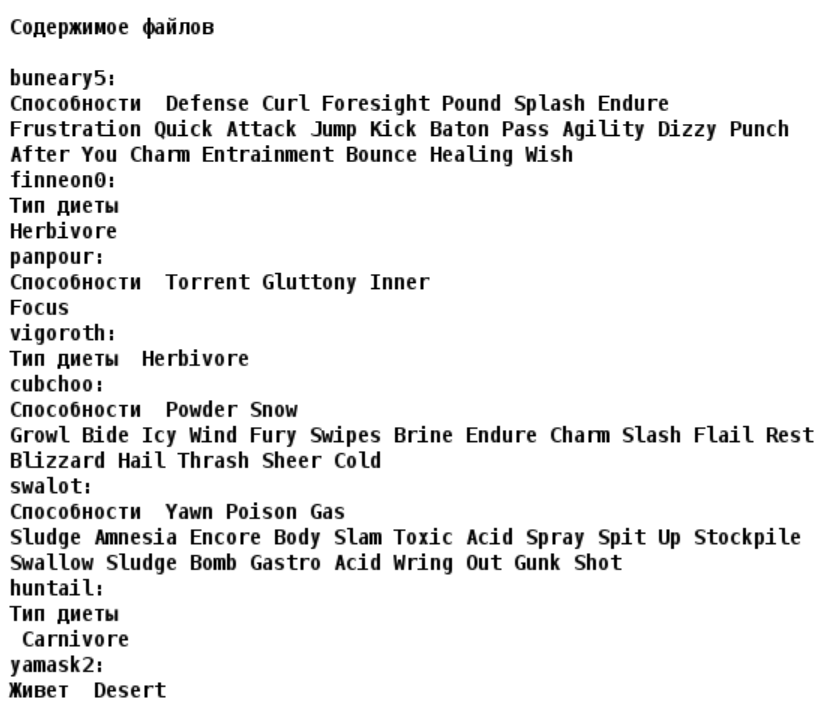 Содержимое файлов
buneary5:
Способности  Defense Curl Foresight Pound Splash Endure
Frustration Quick Attack Jump Kick Baton Pass Agility Dizzy Punch
After You Charm Entrainment Bounce Healing Wish
finneon0:
Тип диеты
Herbivore
panpour:
Способности  Torrent Gluttony Inner
Focus
vigoroth:
Тип диеты  Herbivore
cubchoo:
Способности  Powder Snow
Growl Bide Icy Wind Fury Swipes Brine Endure Charm Slash Flail Rest
Blizzard Hail Thrash Sheer Cold
swalot:
Способности  Yawn Poison Gas
Sludge Amnesia Encore Body Slam Toxic Acid Spray Spit Up Stockpile
Swallow Sludge Bomb Gastro Acid Wring Out Gunk Shot
huntail:
Тип диеты
 Carnivore
yamask2:
Живет  Desert